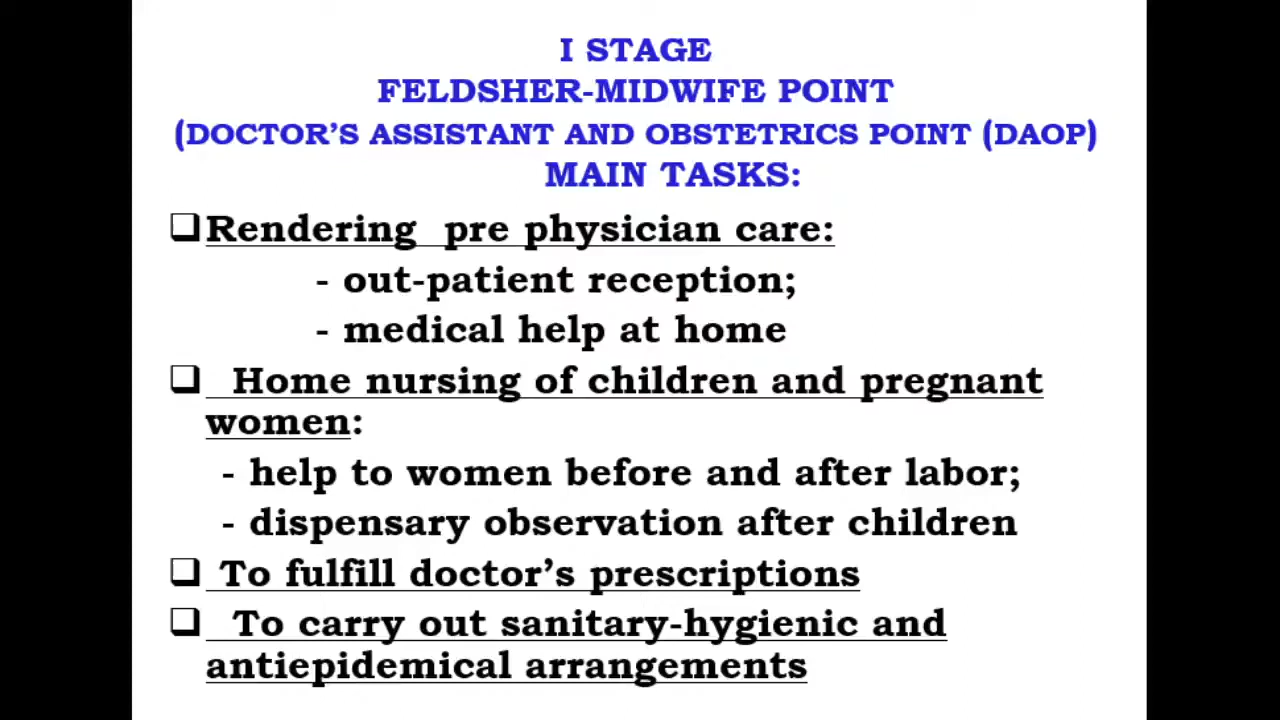 I STAGE
FELDSHER-MIDWIFE POINT
(DOCTOR’S ASSISTANT AND OBSTETRICS POINT (DAOP)
MAIN TASKS:
❑Rendering  pre physician care:
- out-patient reception;
- medical help at home
❑  Home nursing of children and pregnant
women:
- help to women before and after labor;
- dispensary observation after children
❑ To fulfill doctor’s prescriptions
❑  To carry out sanitary-hygienic and
antiepidemical arrangements